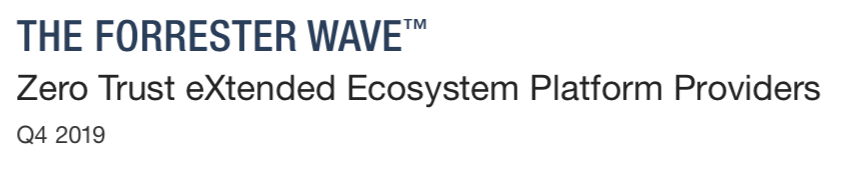 THE FORRESTER WAVE™
Zero Trust eXtended Ecosystem Platform Providers
Q4 2019